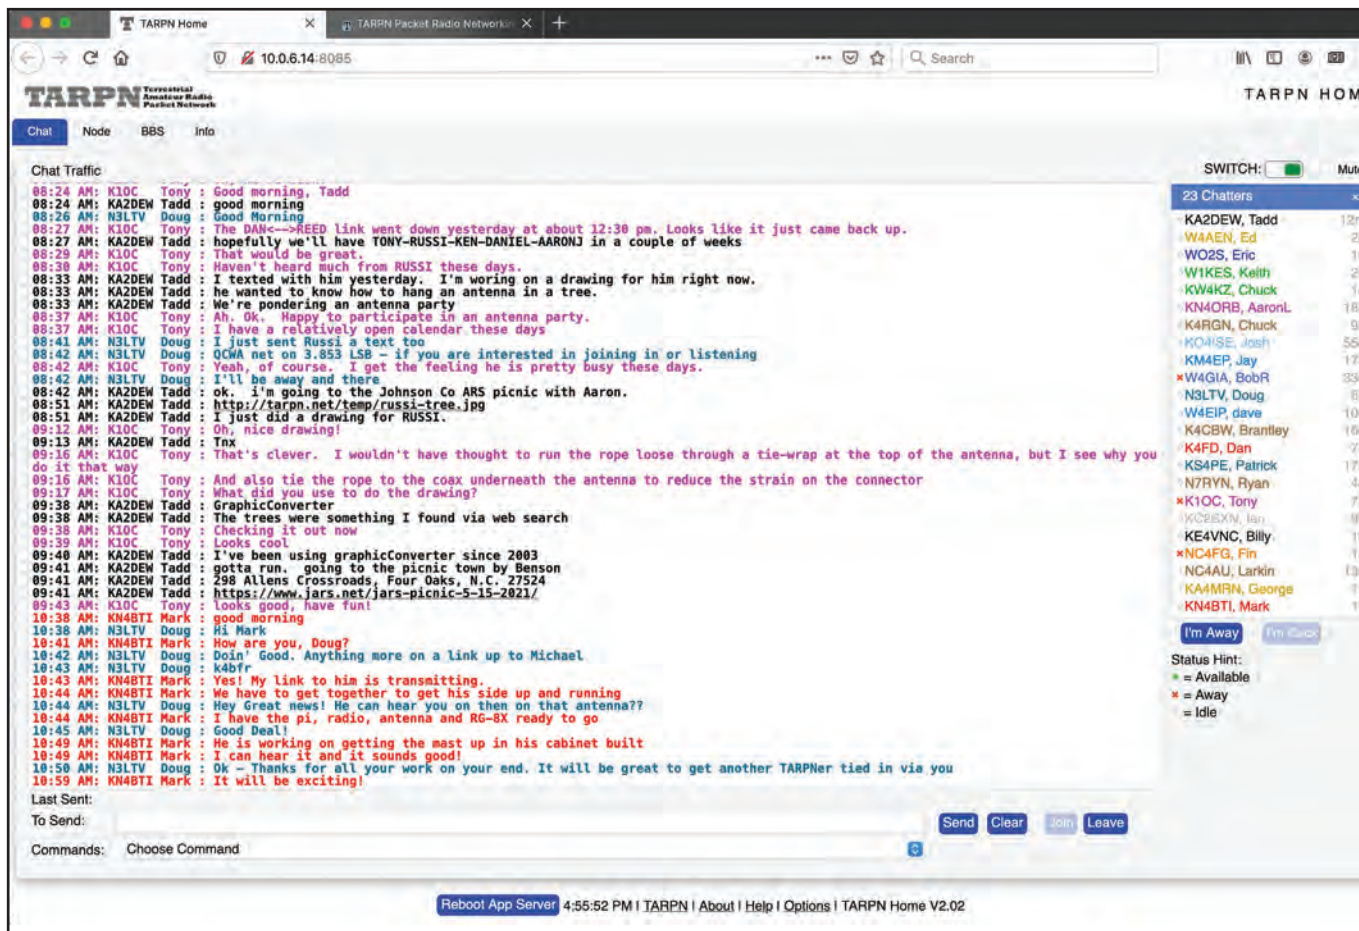 TARPN Home
TARPN Packet Radio Networkin
10.0.6.14:8085
Search
TARPN Terrestrial Amateur Radio Packet Network
TARPN HOM
Chat Node BBS Info
Chat Traffic
SWITCH:
Mute
08:24 AM: K1OC Tony : Good morning, Tadd
08:24 AM: KA2DEW Tadd : good morning
08:26 AM: N3LTV Doug : Good Morning
08:27 AM: K1OC Tony : The DAN<-->REED link went down yesterday at about 12:30 pm. Looks like it just came back up.
08:27 AM: KA2DEW Tadd : hopefully we'll have TONY-RUSSI-KEN-DANIEL-AARONJ in a couple of weeks
08:29 AM: K1OC Tony : That would be great.
08:30 AM: K1OC Tony : Haven't heard much from RUSSI these days.
08:33 AM: KA2DEW Tadd : I texted with him yesterday. I'm woring on a drawing for him right now.
08:33 AM: KA2DEW Tadd : he wanted to know how to hang an antenna in a tree.
08:33 AM: KA2DEW Tadd : We're pondering an antenna party
08:37 AM: K1OC Tony : Ah. Ok. Happy to participate in an antenna party.
08:37 AM: K1OC Tony : I have a relatively open calendar these days
08:41 AM: N3LTV Doug : I just sent Russi a text too
08:42 AM: N3LTV Doug : QCWA net on 3.853 LSB – if you are interested in joining in or listening
08:42 AM: K1OC Tony : Yeah, of course. I get the feeling he is pretty busy these days.
08:42 AM: N3LTV Doug : I'll be away and there
08:42 AM: KA2DEW Tadd : ok. i'm going to the Johnson Co ARS picnic with Aaron.
08:51 AM: KA2DEW Tadd : http://tarpn.net/temp/russi-tree.jpg
08:51 AM: KA2DEW Tadd : I just did a drawing for RUSSI.
09:12 AM: K1OC Tony : Oh, nice drawing!
09:13 AM: KA2DEW Tadd : Tnx
09:16 AM: K1OC Tony : That's clever. I wouldn't have thought to run the rope loose through a tie-wrap at the top of the antenna, but I see why you
do it that way
09:16 AM: K1OC Tony : And also tie the rope to the coax underneath the antenna to reduce the strain on the connector
09:17 AM: K1OC Tony : What did you use to do the drawing?
09:38 AM: KA2DEW Tadd : GraphicConverter
09:38 AM: KA2DEW Tadd : The trees were something I found via web search
09:38 AM: K1OC Tony : Checking it out now
09:39 AM: K1OC Tony : Looks cool
09:40 AM: KA2DEW Tadd : I've been using graphicConverter since 2003
09:41 AM: KA2DEW Tadd : gotta run. going to the picnic town by Benson
09:41 AM: KA2DEW Tadd : 298 Allens Crossroads, Four Oaks, N.C. 27524
09:41 AM: KA2DEW Tadd : https://www.jars.net/jars-picnic-5-15-2021/
09:43 AM: K1OC Tony : looks good, have fun!
10:38 AM: KN4BTI Mark : good morning
10:38 AM: N3LTV Doug : Hi Mark
10:41 AM: KN4BTI Mark : How are you, Doug?
10:42 AM: N3LTV Doug : Doin' Good. Anything more on a link up to Michael
10:43 AM: N3LTV Doug : k4bfr
10:43 AM: KN4BTI Mark : Yes! My link to him is transmitting.
10:44 AM: KN4BTI Mark : We have to get together to get his side up and running
10:44 AM: N3LTV Doug : Hey Great news! He can hear you on then on that antenna??
10:44 AM: KN4BTI Mark : I have the pi, radio, antenna and RG-8X ready to go
10:45 AM: N3LTV Doug : Good Deal!
10:49 AM: KN4BTI Mark : He is working on getting the mast up in his cabinet built
10:49 AM: KN4BTI Mark : I can hear it and it sounds good!
10:50 AM: N3LTV Doug : Ok – Thanks for all your work on your end. It will be great to get another TARPNer tied in via you
10:59 AM: KN4BTI Mark : It will be exciting!
23 Chatters
KA2DEW, Tadd
W4AEN, Ed
WO2S, Eric
W1KES, Keith
KW4KZ, Chuck
KN4ORB, AaronL
K4RGN, Chuck
KO4ISE, Josh
KM4EP, Jay
×W4GIA, BobR
N3LTV, Doug
W4EIP, dave
K4CBW, Brantley
K4FD, Dan
KS4PE, Patrick
N7RYN, Ryan
×K1OC, Tony
Ian
KE4VNC, Billy
×NC4FG, Fin
NC4AU, Larkin
KA4MRN, George
KN4BTI, Mark
I'm Away I'm Back
Status Hint:
= Available
× = Away
= Idle
Last Sent:
To Send:
Send Clear Join Leave
Commands: Choose Command
Reboot App Server 4:55:52 PM | TARPN | About | Help | Options | TARPN Home V2.02